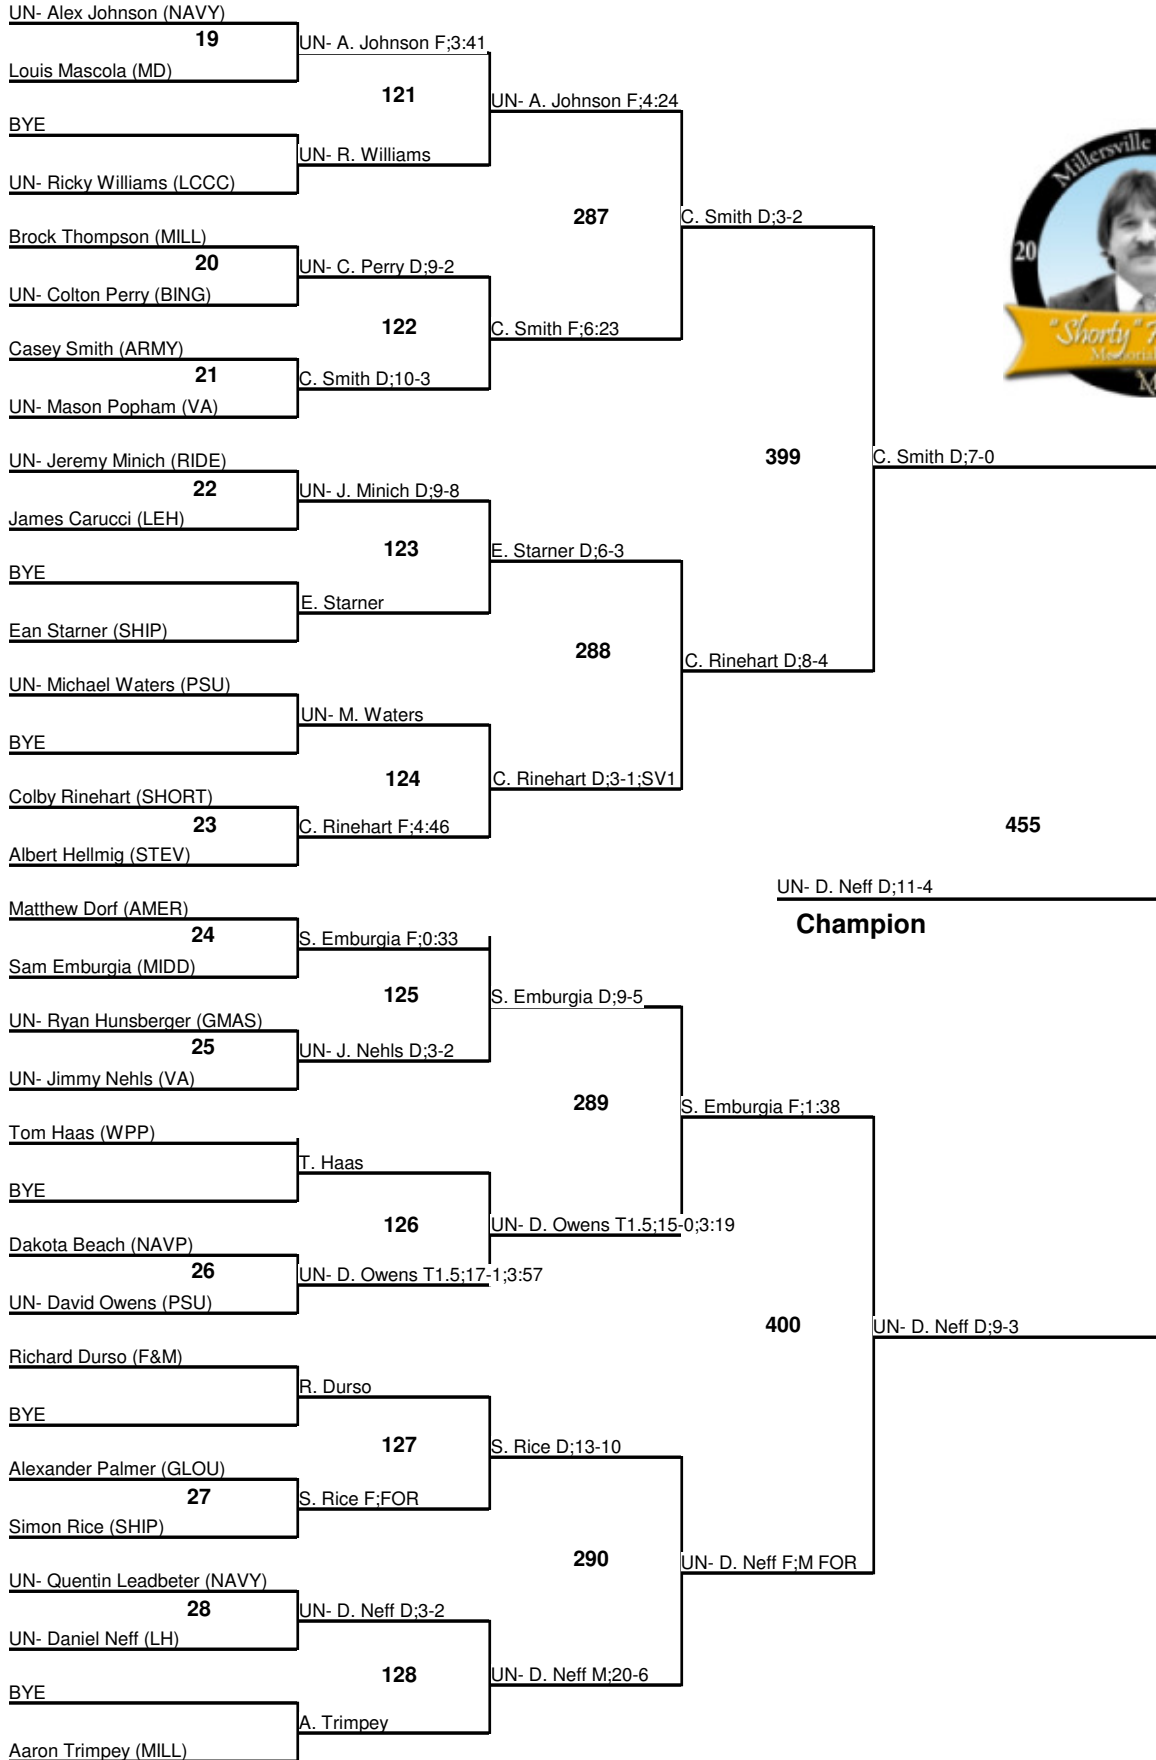 UN- Alex Johnson (NAVY)
19
UN- A. Johnson F;3:41
Louis Mascola (MD)
121
UN- A. Johnson F;4:24
BYE
UN- R. Williams
UN- Ricky Williams (LCCC)
287
C. Smith D;3-2
Brock Thompson (MILL)
20
UN- C. Perry D;9-2
UN- Colton Perry (BING)
122
C. Smith F;6:23
Casey Smith (ARMY)
21
C. Smith D;10-3
UN- Mason Popham (VA)
399
C. Smith D;7-0
UN- Jeremy Minich (RIDE)
22
UN- J. Minich D;9-8
James Carucci (LEH)
123
E. Starner D;6-3
BYE
E. Starner
Ean Starner (SHIP)
288
C. Rinehart D;8-4
UN- Michael Waters (PSU)
UN- M. Waters
BYE
124
C. Rinehart D;3-1;SV1
Colby Rinehart (SHORT)
23
C. Rinehart F;4:46
Albert Hellmig (STEV)
455
UN- D. Neff D;11-4
Champion
Matthew Dorf (AMER)
24
S. Emburgia F;0:33
Sam Emburgia (MIDD)
125
S. Emburgia D;9-5
UN- Ryan Hunsberger (GMAS)
25
UN- J. Nehls D;3-2
UN- Jimmy Nehls (VA)
289
S. Emburgia F;1:38
Tom Haas (WPP)
T. Haas
BYE
126
UN- D. Owens T1.5;15-0;3:19
Dakota Beach (NAVP)
26
UN- D. Owens T1.5;17-1;3:57
UN- David Owens (PSU)
400
UN- D. Neff D;9-3
Richard Durso (F&M)
R. Durso
BYE
127
S. Rice D;13-10
Alexander Palmer (GLOU)
27
S. Rice F;FOR
Simon Rice (SHIP)
290
UN- D. Neff F;M FOR
UN- Quentin Leadbeter (NAVY)
28
UN- D. Neff D;3-2
UN- Daniel Neff (LH)
128
UN- D. Neff M;20-6
BYE
A. Trimpey
Aaron Trimpey (MILL)
Millersville
20
"Shorty"